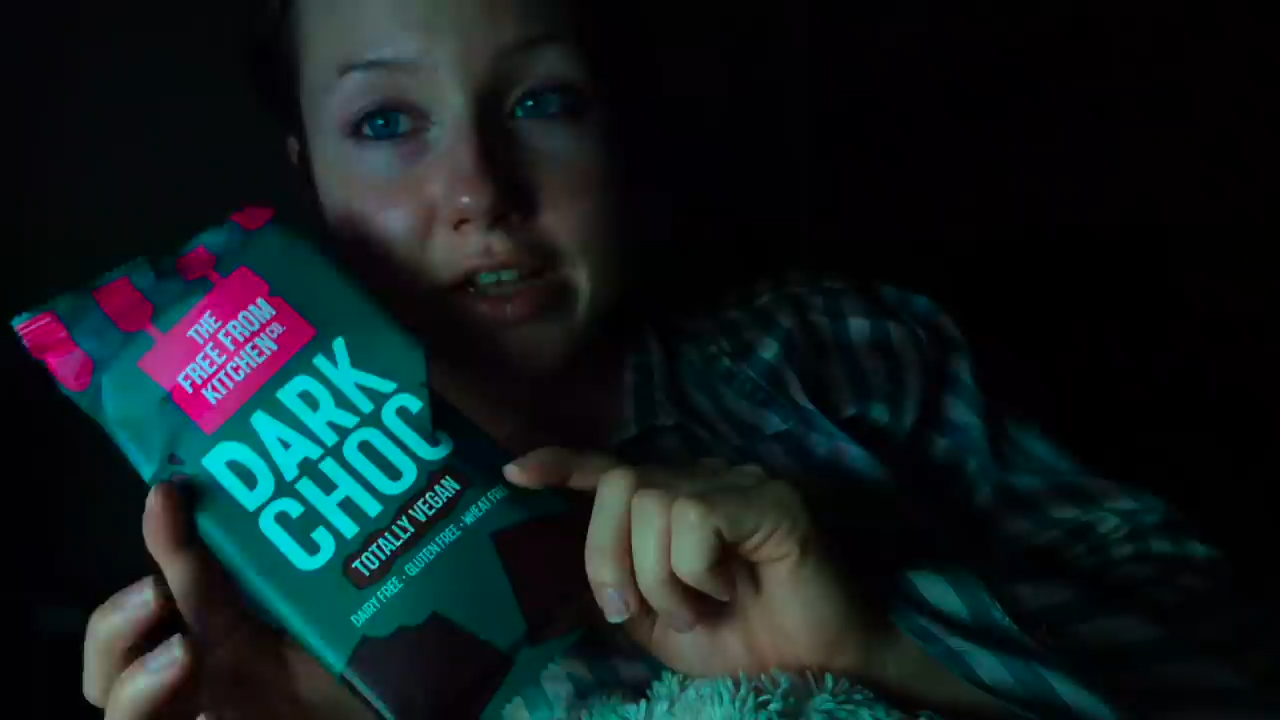 THE
FREE FROM
KITCHEN CO.
DARK
CHOC
TOTALLY VEGAN
DAIRY FREE · GLUTEN FREE · WHEAT FREE